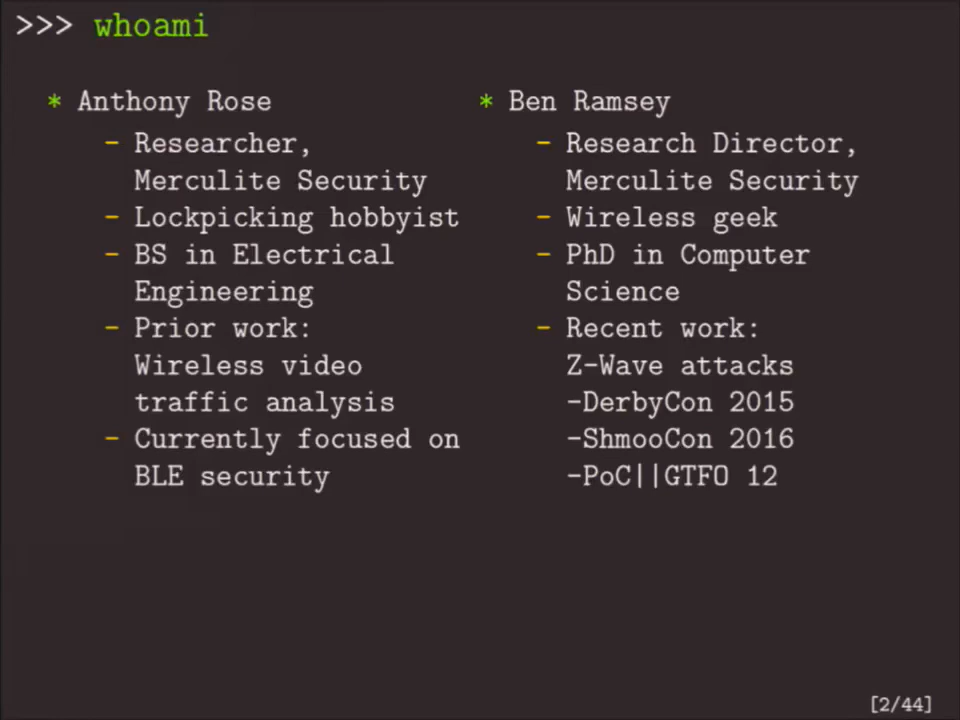 >>> whoami
* Anthony Rose
- Researcher,
Merculite Security
- Lockpicking hobbyist
- BS in Electrical
Engineering
- Prior work:
Wireless video
traffic analysis
- Currently focused on
BLE security
* Ben Ramsey
- Research Director,
Merculite Security
- Wireless geek
- PhD in Computer
Science
- Recent work:
Z-Wave attacks
-DerbyCon 2015
-ShmooCon 2016
-PoC||GTFO 12
[2/44]